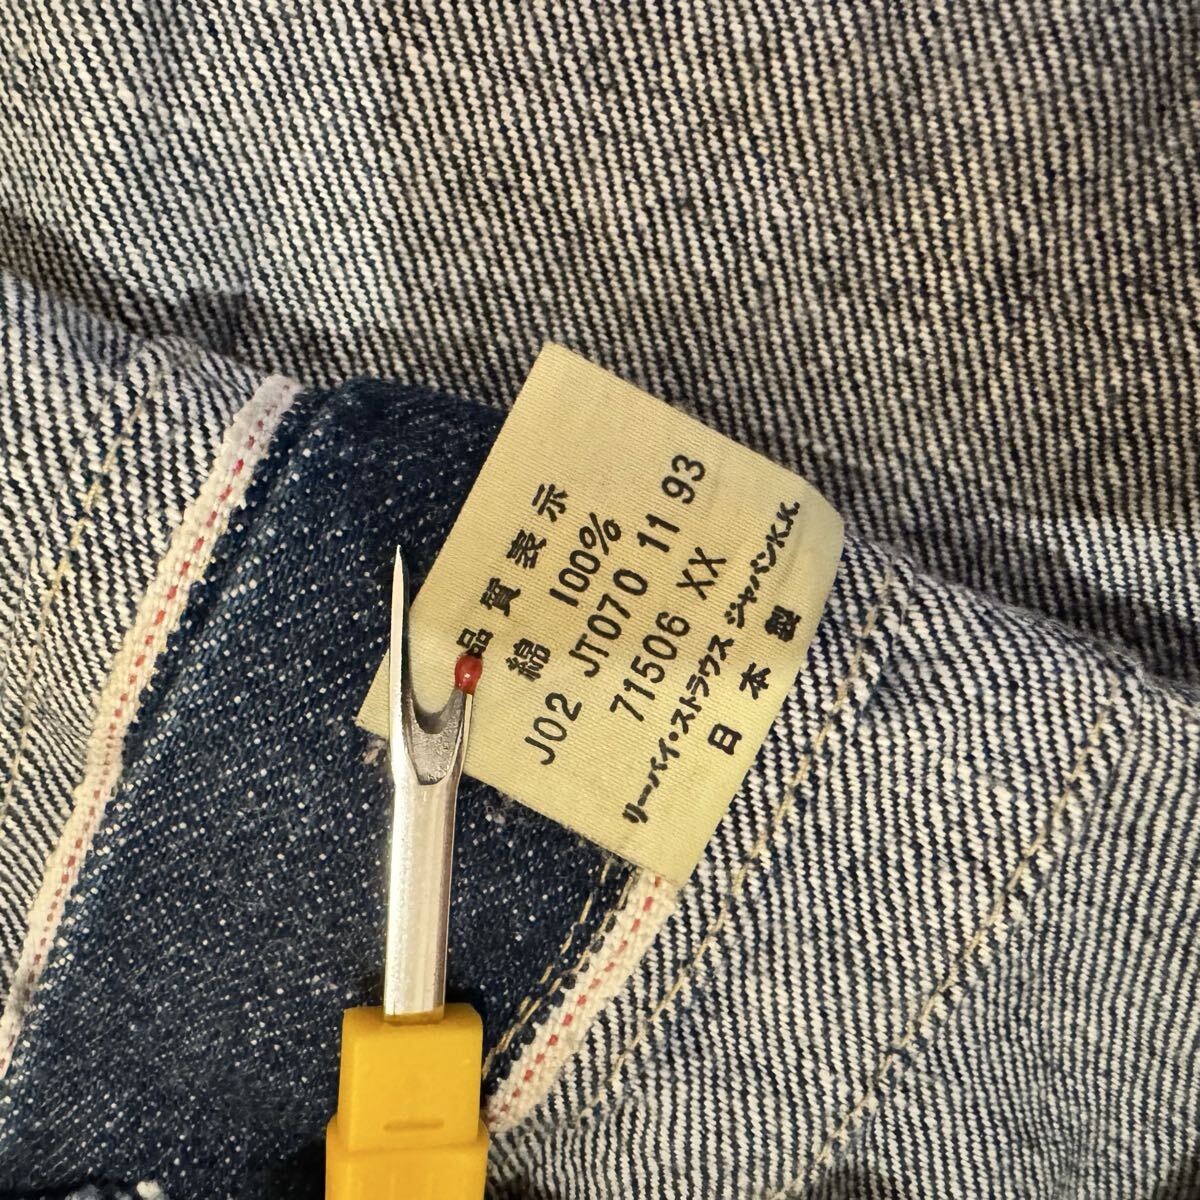 品質表示
綿 100%
J02 JT070 11 93
71506 XX
リーバイ・ストラウス ジャパンK.K.
日本製